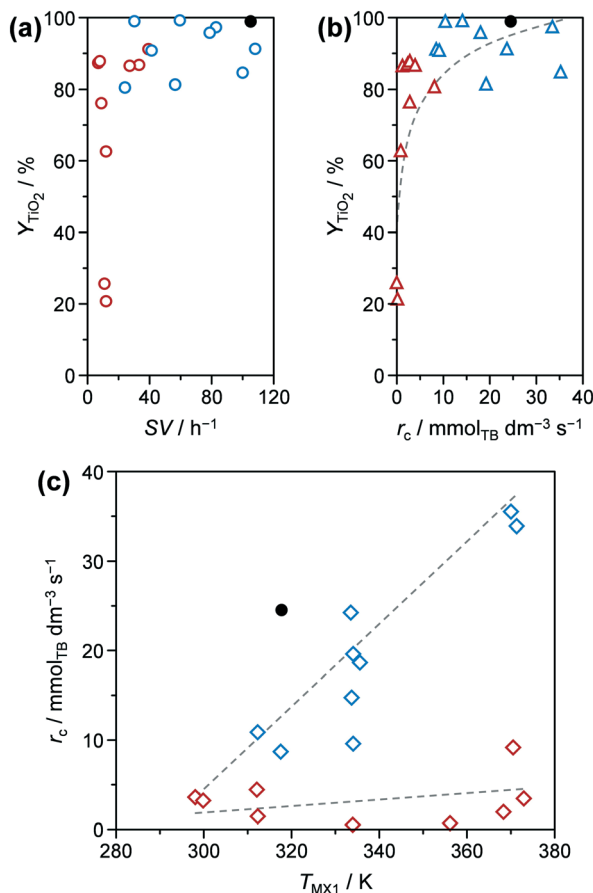 (a)
100
80
60
40
20
0
Y_TiO₂ / %
0 40 80 120
SV / h⁻¹
(b)
100
80
60
40
20
0
Y_TiO₂ / %
0 10 20 30 40
r_c / mmol_TB dm⁻³ s⁻¹
(c)
40
30
20
10
0
r_c / mmol_TB dm⁻³ s⁻¹
280 300 320 340 360 380
T_MX1 / K